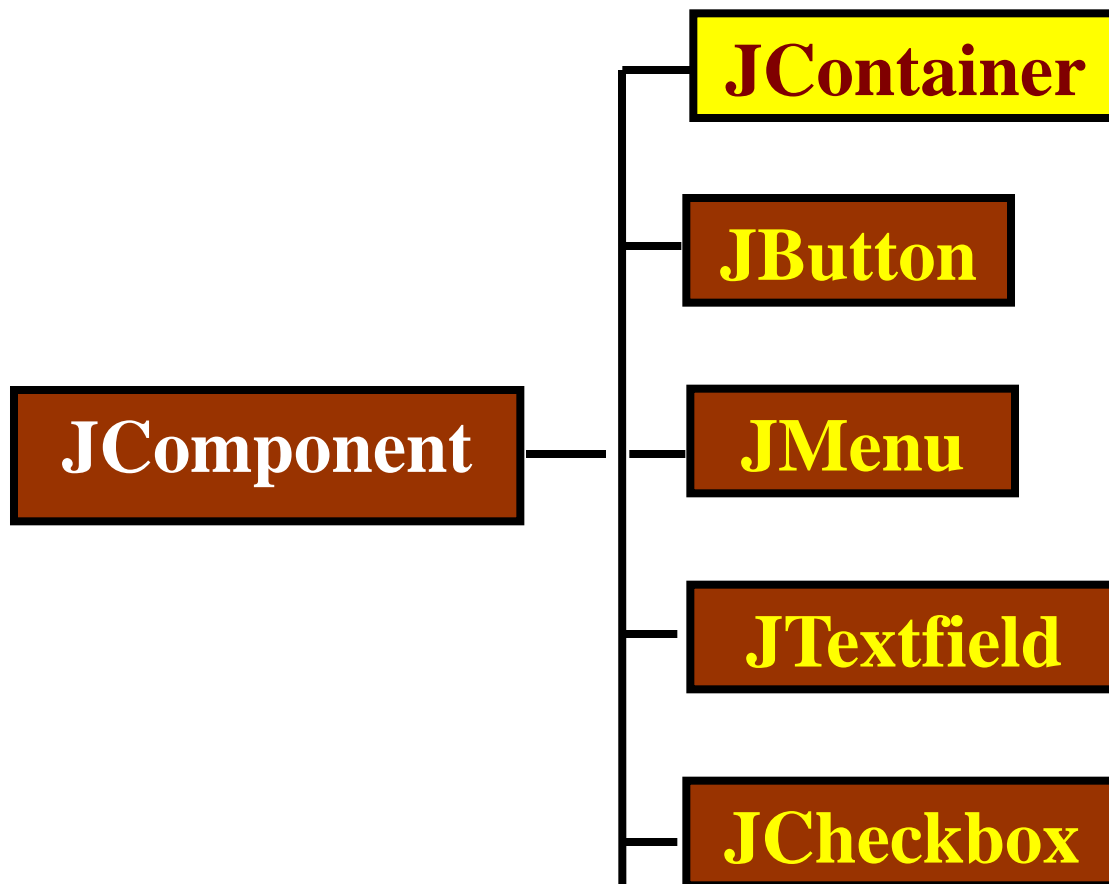 JContainer
JButton
JComponent
JMenu
JTextfield
JCheckbox